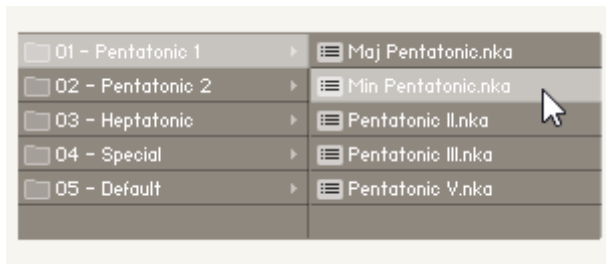 01 - Pentatonic 1
02 - Pentatonic 2
03 - Heptatonic
04 - Special
05 - Default
Maj Pentatonic.nka
Min Pentatonic.nka
Pentatonic II.nka
Pentatonic III.nka
Pentatonic V.nka